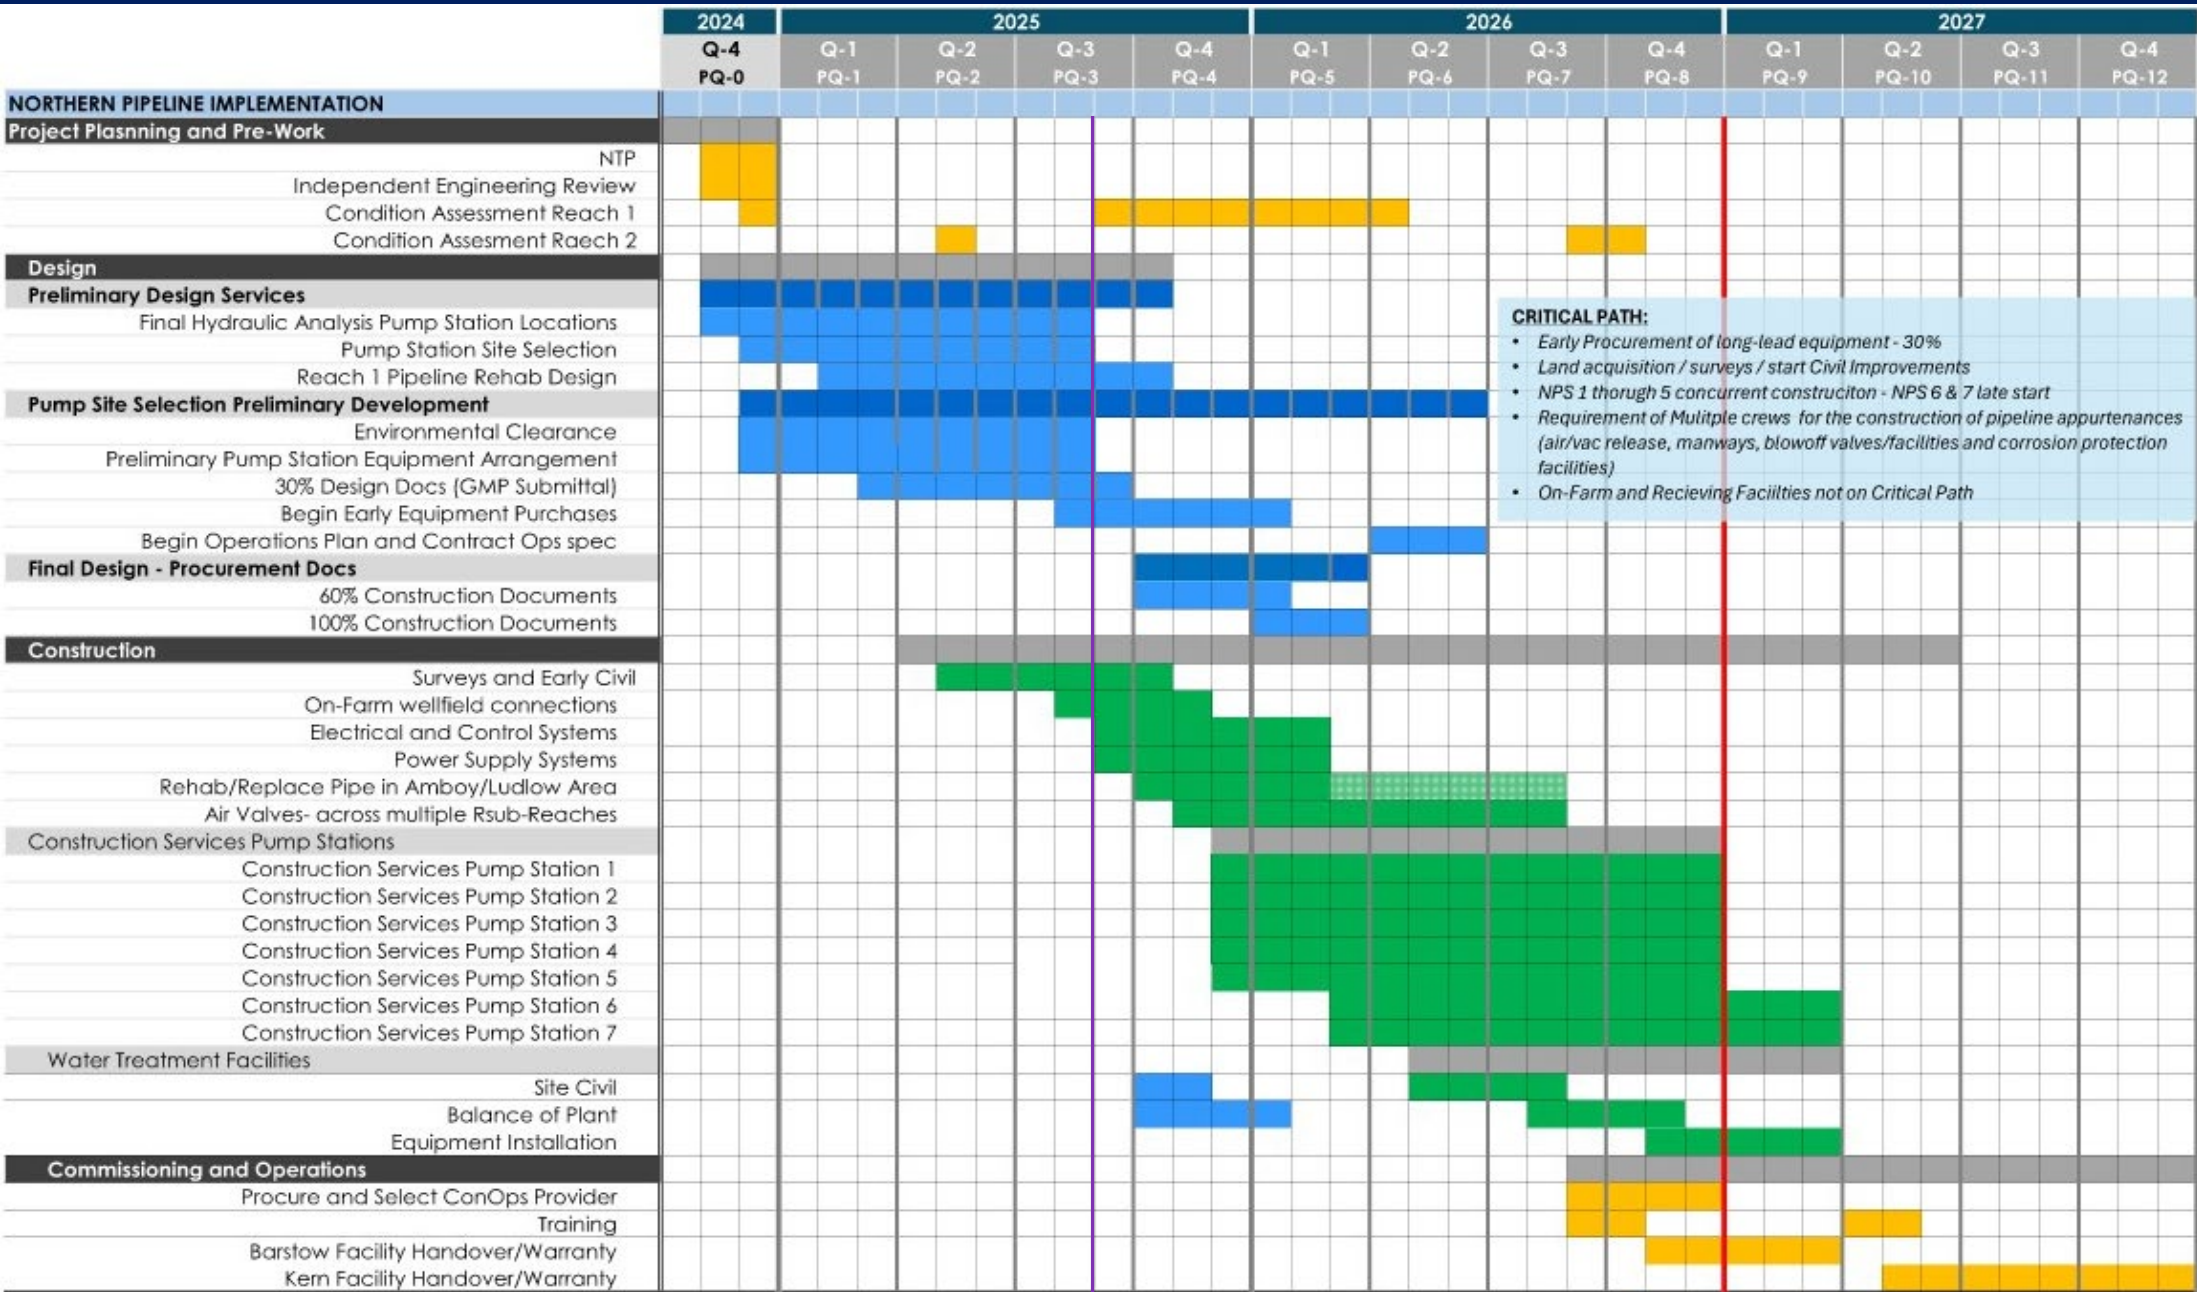 2024 2025 2026 2027
Q-4 Q-1 Q-2 Q-3 Q-4 Q-1 Q-2 Q-3 Q-4 Q-1 Q-2 Q-3 Q-4
PQ-0 PQ-1 PQ-2 PQ-3 PQ-4 PQ-5 PQ-6 PQ-7 PQ-8 PQ-9 PQ-10 PQ-11 PQ-12
NORTHERN PIPELINE IMPLEMENTATION
Project Plasnning and Pre-Work
NTP
Independent Engineering Review
Condition Assessment Reach 1
Condition Assesment Raech 2
Design
Preliminary Design Services
Final Hydraulic Analysis Pump Station Locations
Pump Station Site Selection
Reach 1 Pipeline Rehab Design
Pump Site Selection Preliminary Development
Environmental Clearance
Preliminary Pump Station Equipment Arrangement
30% Design Docs (GMP Submittal)
Begin Early Equipment Purchases
Begin Operations Plan and Contract Ops spec
Final Design - Procurement Docs
60% Construction Documents
100% Construction Documents
Construction
Surveys and Early Civil
On-Farm wellfield connections
Electrical and Control Systems
Power Supply Systems
Rehab/Replace Pipe in Amboy/Ludlow Area
Air Valves- across multiple Rsub-Reaches
Construction Services Pump Stations
Construction Services Pump Station 1
Construction Services Pump Station 2
Construction Services Pump Station 3
Construction Services Pump Station 4
Construction Services Pump Station 5
Construction Services Pump Station 6
Construction Services Pump Station 7
Water Treatment Facilities
Site Civil
Balance of Plant
Equipment Installation
Commissioning and Operations
Procure and Select ConOps Provider
Training
Barstow Facility Handover/Warranty
Kern Facility Handover/Warranty
CRITICAL PATH:
• Early Procurement of long-lead equipment - 30%
• Land acquisition / surveys / start Civil Improvements
• NPS 1 thorugh 5 concurrent construciton - NPS 6 & 7 late start
• Requirement of Mulitple crews for the construction of pipeline appurtenances
(air/vac release, manways, blowoff valves/facilities and corrosion protection
facilities)
• On-Farm and Recieving Faciilties not on Critical Path